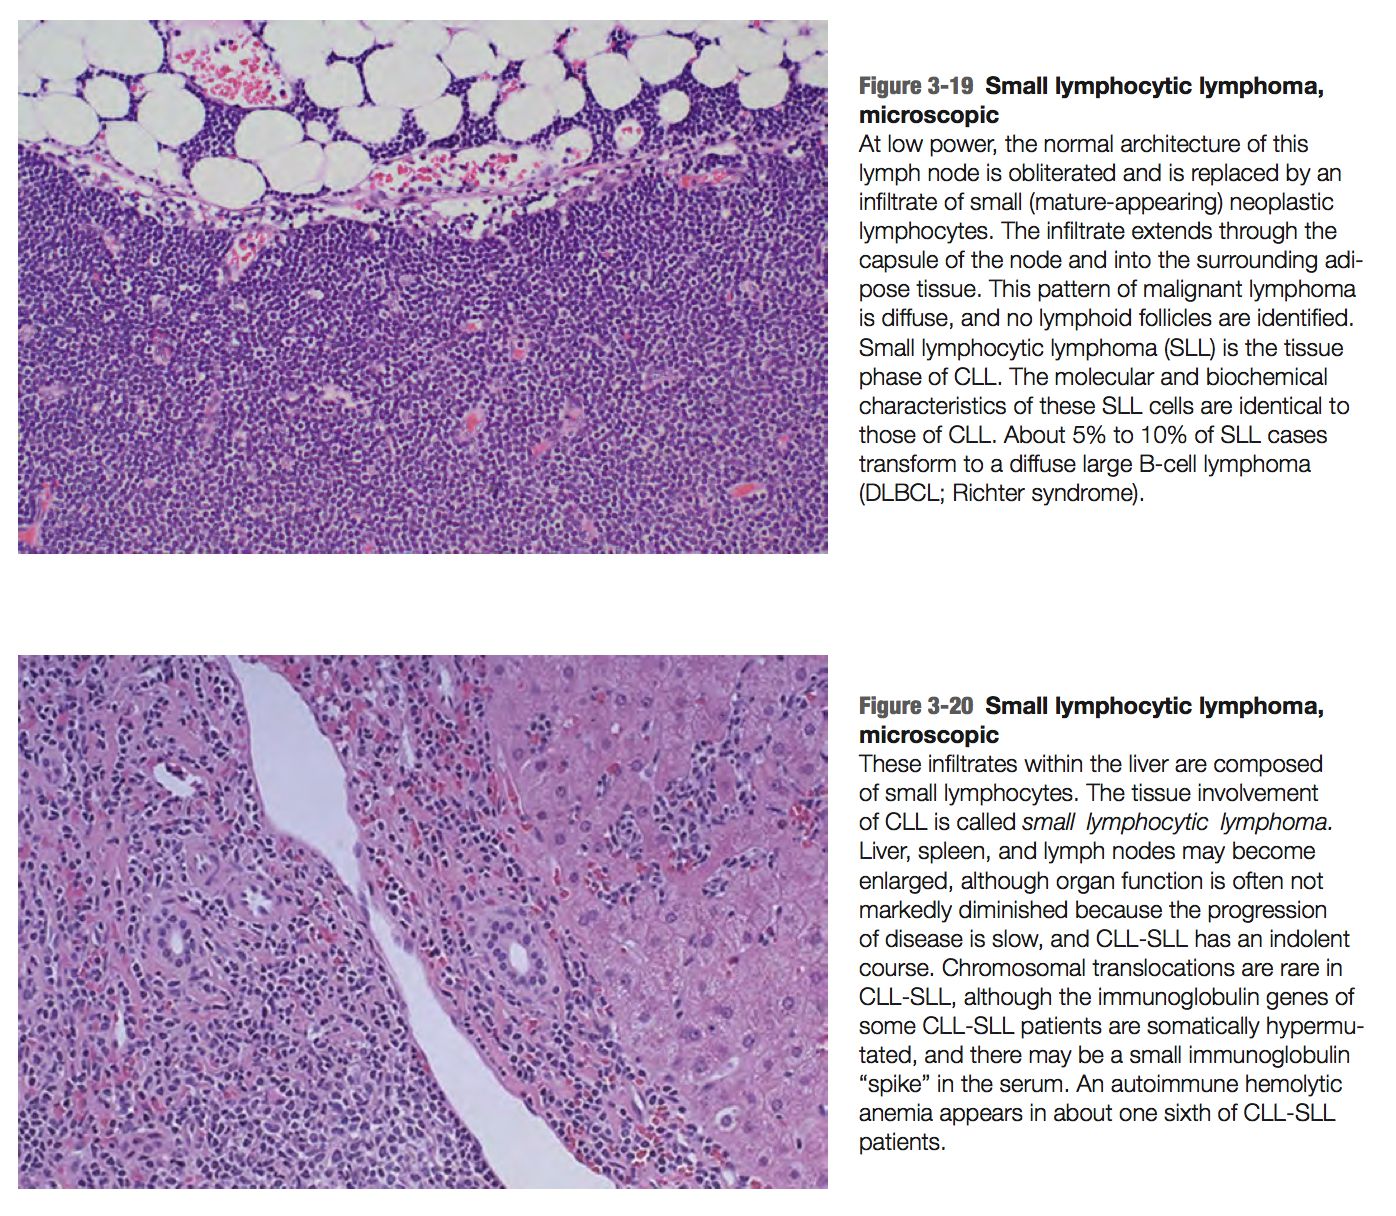 Figure 3-19 Small lymphocytic lymphoma,
microscopic
At low power, the normal architecture of this
lymph node is obliterated and is replaced by an
infiltrate of small (mature-appearing) neoplastic
lymphocytes. The infiltrate extends through the
capsule of the node and into the surrounding adi-
pose tissue. This pattern of malignant lymphoma
is diffuse, and no lymphoid follicles are identified.
Small lymphocytic lymphoma (SLL) is the tissue
phase of CLL. The molecular and biochemical
characteristics of these SLL cells are identical to
those of CLL. About 5% to 10% of SLL cases
transform to a diffuse large B-cell lymphoma
(DLBCL; Richter syndrome).
Figure 3-20 Small lymphocytic lymphoma,
microscopic
These infiltrates within the liver are composed
of small lymphocytes. The tissue involvement
of CLL is called small lymphocytic lymphoma.
Liver, spleen, and lymph nodes may become
enlarged, although organ function is often not
markedly diminished because the progression
of disease is slow, and CLL-SLL has an indolent
course. Chromosomal translocations are rare in
CLL-SLL, although the immunoglobulin genes of
some CLL-SLL patients are somatically hypermu-
tated, and there may be a small immunoglobulin
“spike” in the serum. An autoimmune hemolytic
anemia appears in about one sixth of CLL-SLL
patients.